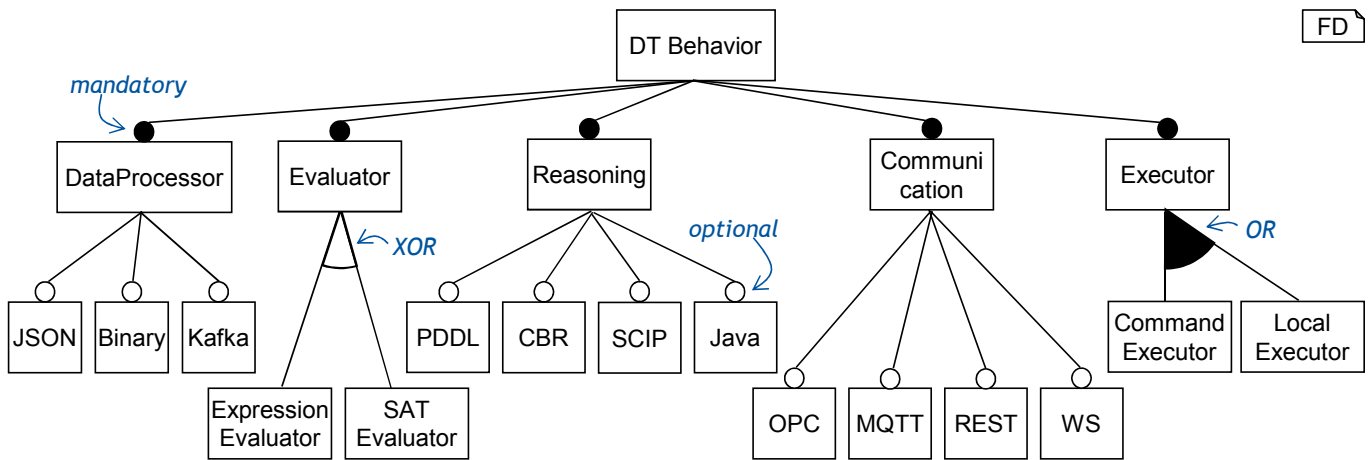 DT Behavior
FD
mandatory
DataProcessor
Evaluator
Reasoning
Communi
cation
Executor
XOR
optional
OR
JSON
Binary
Kafka
PDDL
CBR
SCIP
Java
Command
Executor
Local
Executor
Expression
Evaluator
SAT
Evaluator
OPC
MQTT
REST
WS